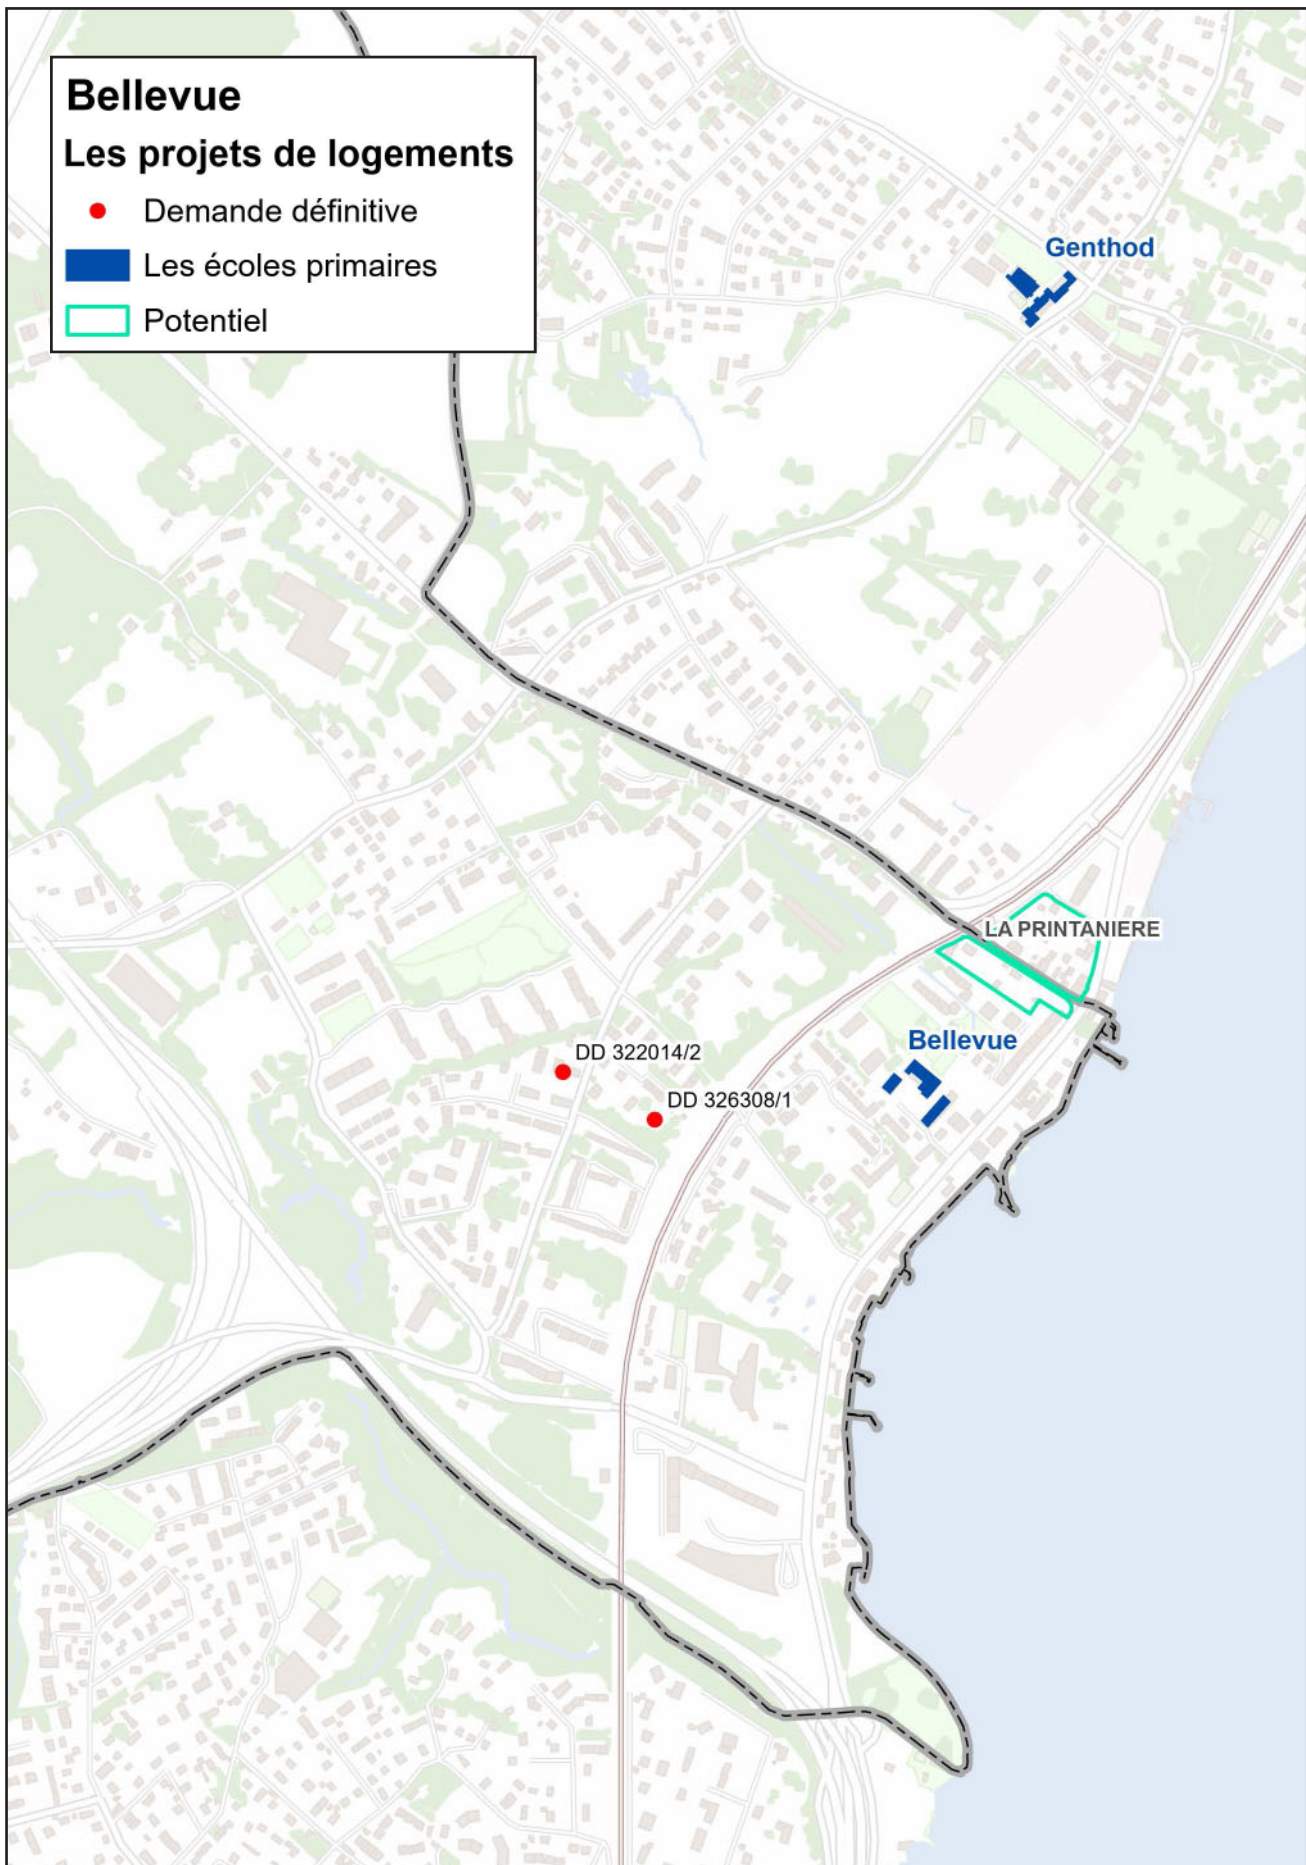 Bellevue
Les projets de logements
Demande définitive
Les écoles primaires
Potentiel
Genthod
LA PRINTANIERE
Bellevue
DD 322014/2
DD 326308/1